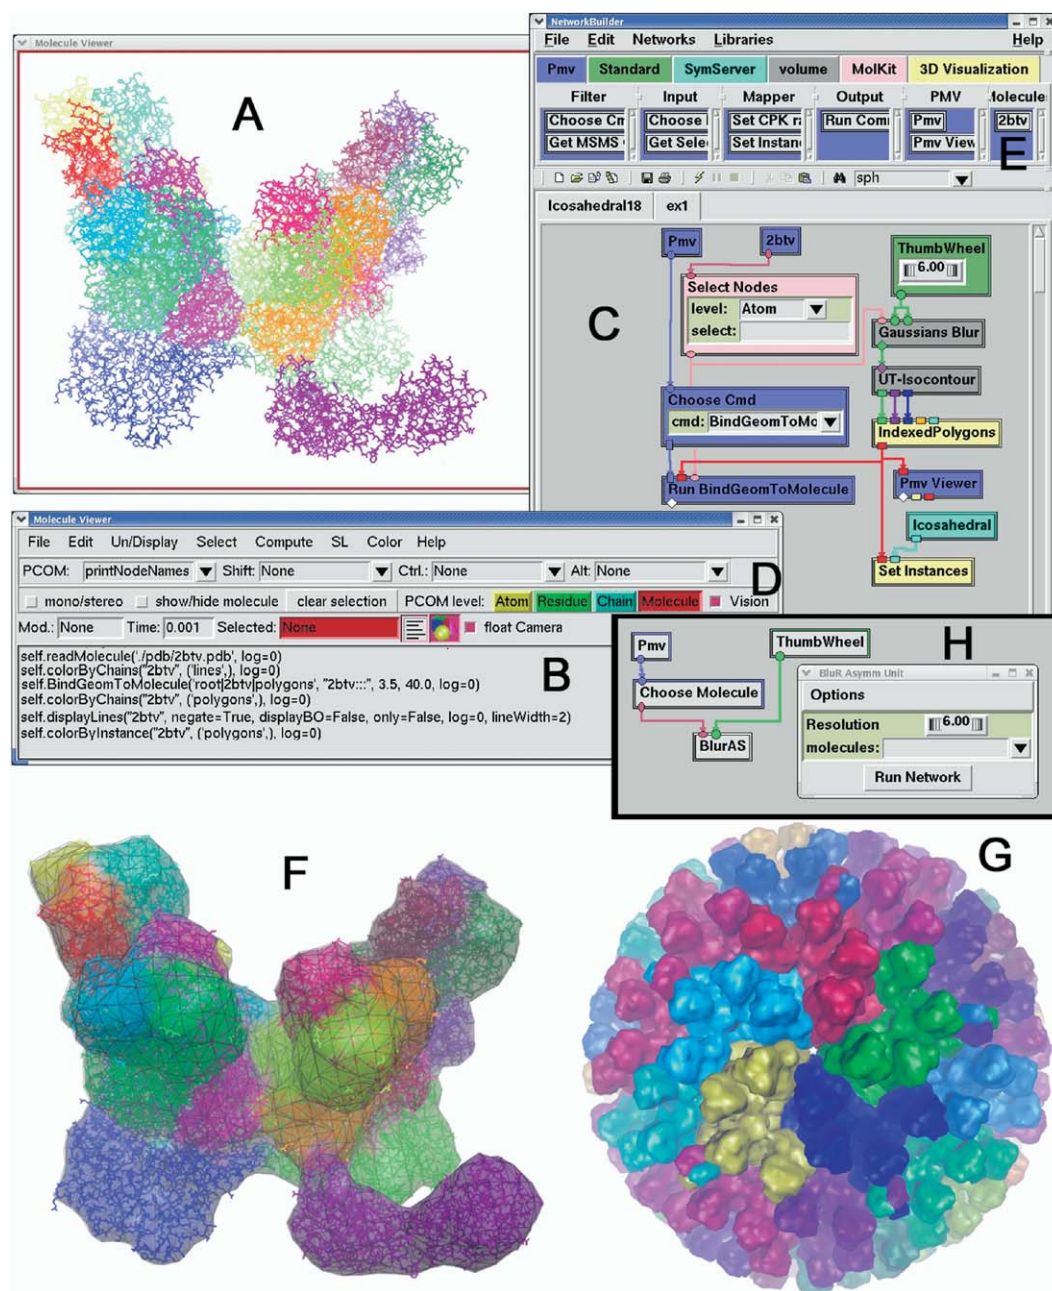 Molecule Viewer
A
NetworkBuilder
File Edit Networks Libraries Help
Pmv Standard SymServer volume MolKit 3D Visualization
Filter Input Mapper Output PMV Molecule
Choose Cm Choose Set CPK ra Run Com Pmv 2btv
Get MSMS Get Selec Set Instanc Pmv View
E
sph
Icosahedral18 ex1
C
Pmv 2btv
ThumbWheel
6.00
Select Nodes
level: Atom
select:
Gaussians Blur
UT-Isocontour
Choose Cmd
cmd: BindGeomToMo
IndexedPolygons
Run BindGeomToMolecule
Pmv Viewer
Icosahedral
Set Instances
Molecule Viewer
File Edit Un/Display Select Compute SL Color Help
PCOM: printNodeNames Shift: None Ctrl.: None Alt: None
D
mono/stereo show/hide molecule clear selection PCOM level: Atom Residue Chain Molecule Vision
Mod.: None Time: 0.001 Selected: None float Camera
self.readMolecule('./pdb/2btv.pdb', log=0)
self.colorByChains("2btv", ('lines',), log=0)
self.BindGeomToMolecule('root|2btv|polygons', "2btv:::", 3.5, 40.0, log=0)
self.colorByChains("2btv", ('polygons',), log=0)
self.displayLines("2btv", negate=True, displayBO=False, only=False, log=0, lineWidth=2)
self.colorByInstance("2btv", ('polygons',), log=0)
B
H
Pmv ThumbWheel
Choose Molecule
BlurAS
BluR Asymm Unit
Options
Resolution 6.00
molecules:
Run Network
F
G